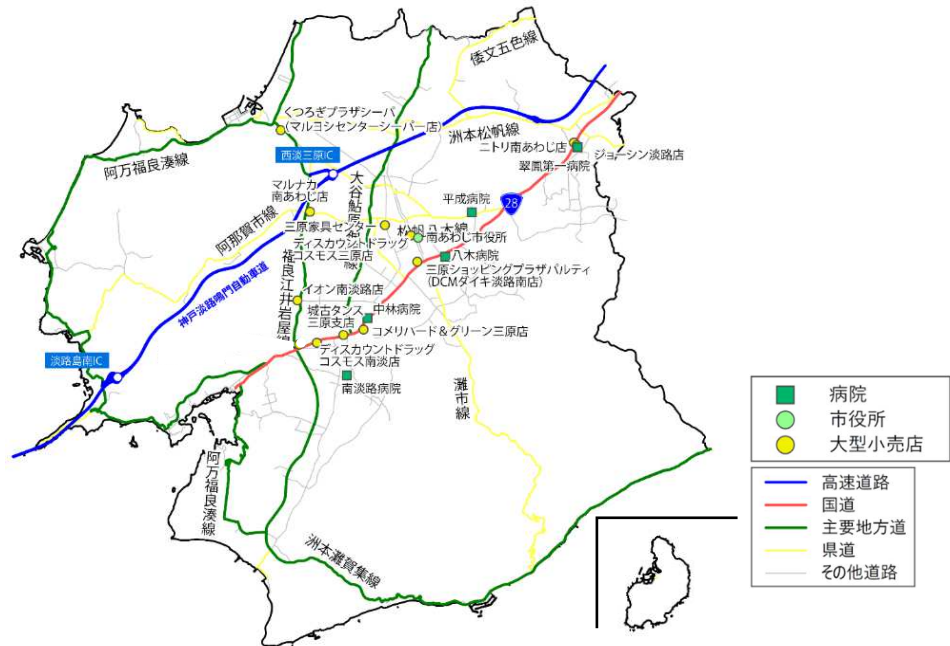 倭文五色線
くつろぎプラザシーパ
(マルヨシセンターシーパー店)
洲本松帆線
ニトリ南あわじ店
ジョーシン淡路店
翠鳳第一病院
阿万福良湊線
西淡三原IC
マルナカ
南あわじ店
大谷鮎原
線
平成病院
28
三原家具センター
松帆八木線
南あわじ市役所
阿那賀市線
ディスカウントドラッグ
コスモス三原店
八木病院
三原ショッピングプラザパルティ
(DCMダイキ淡路南店)
福良江井岩屋線
イオン南淡路店
神戸淡路鳴門自動車道
城古タンス
三原支店
中林病院
コメリハード&グリーン三原店
ディスカウントドラッグ
コスモス南淡店
淡路島南IC
南淡路病院
灘市線
阿万福良湊線
洲本灘賀集線
病院
市役所
大型小売店
高速道路
国道
主要地方道
県道
その他道路